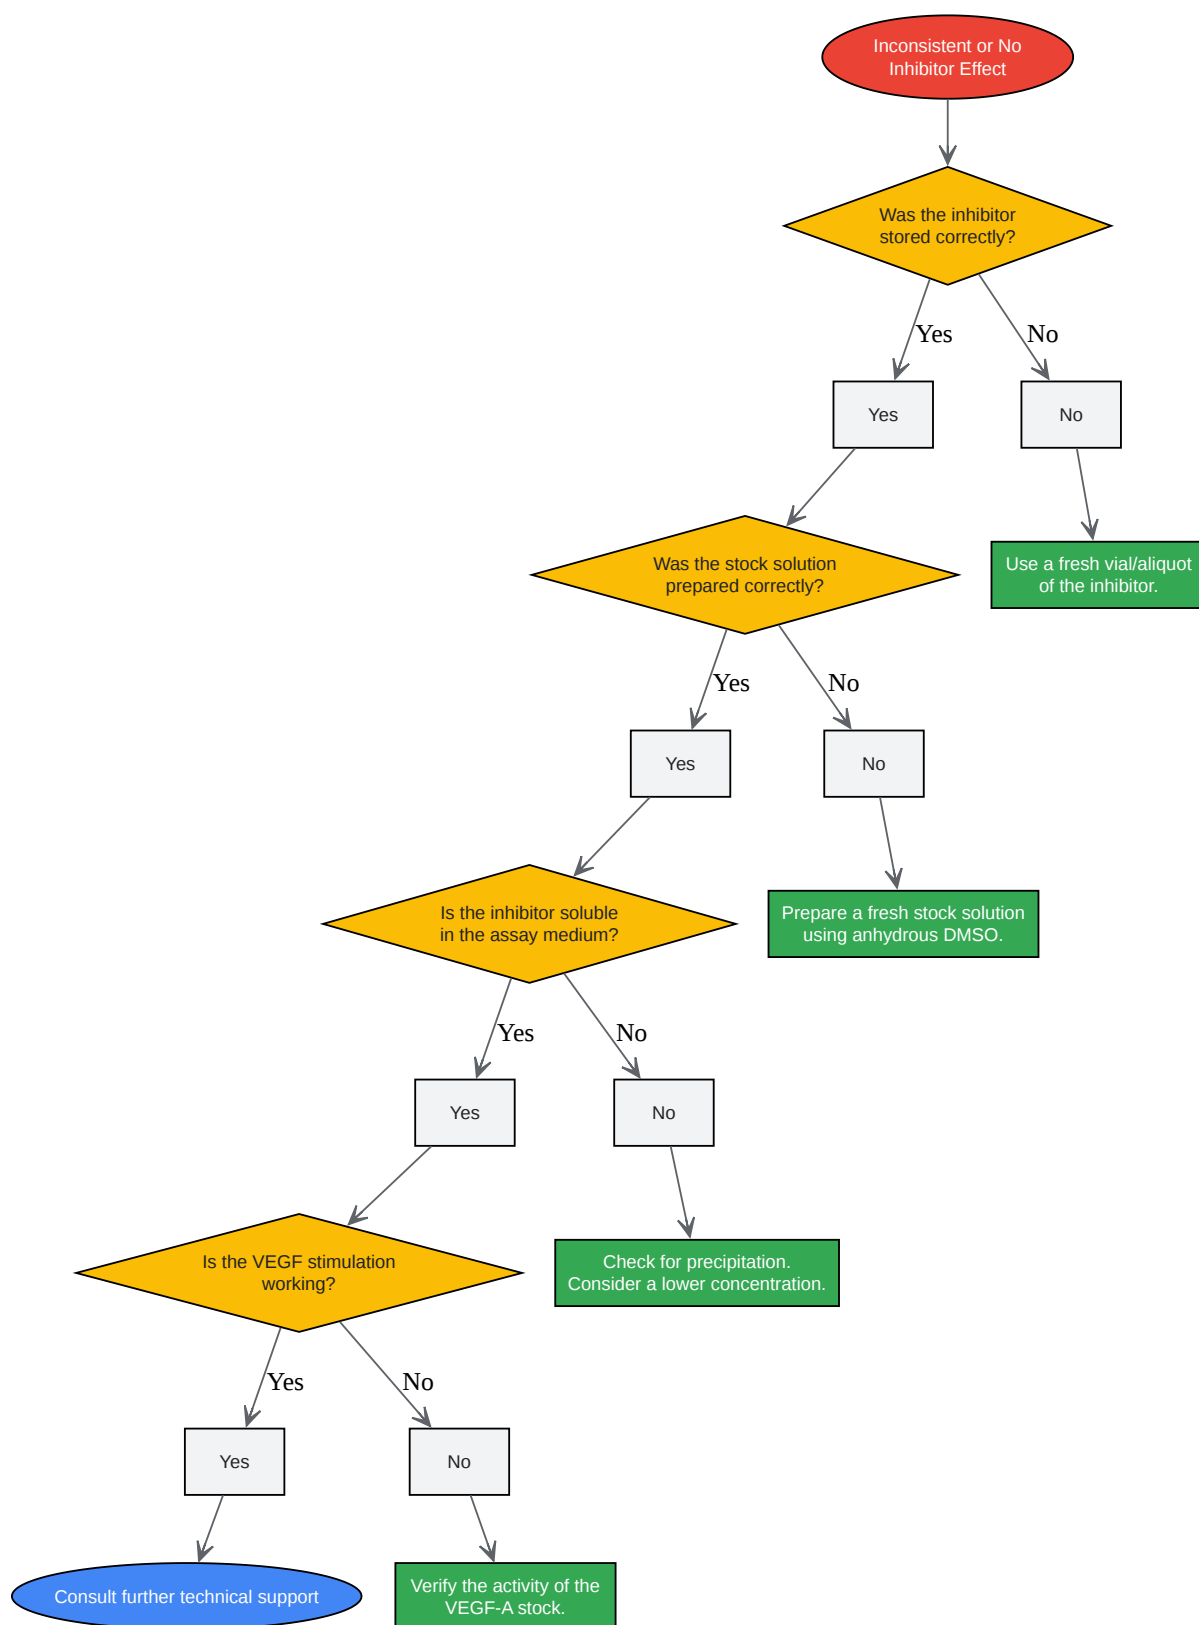 Inconsistent or No
Inhibitor Effect
Was the inhibitor
stored correctly?
Yes
No
Yes
No
Was the stock solution
prepared correctly?
Use a fresh vial/aliquot
of the inhibitor.
Yes
No
Yes
No
Is the inhibitor soluble
in the assay medium?
Prepare a fresh stock solution
using anhydrous DMSO.
Yes
No
Yes
No
Is the VEGF stimulation
working?
Check for precipitation.
Consider a lower concentration.
Yes
No
Yes
No
Consult further technical support
Verify the activity of the
VEGF-A stock.